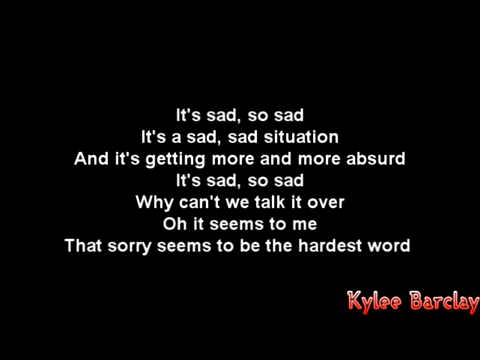 It's sad, so sad
It's a sad, sad situation
And it's getting more and more absurd
It's sad, so sad
Why can't we talk it over
Oh it seems to me
That sorry seems to be the hardest word
Kylee Barclay